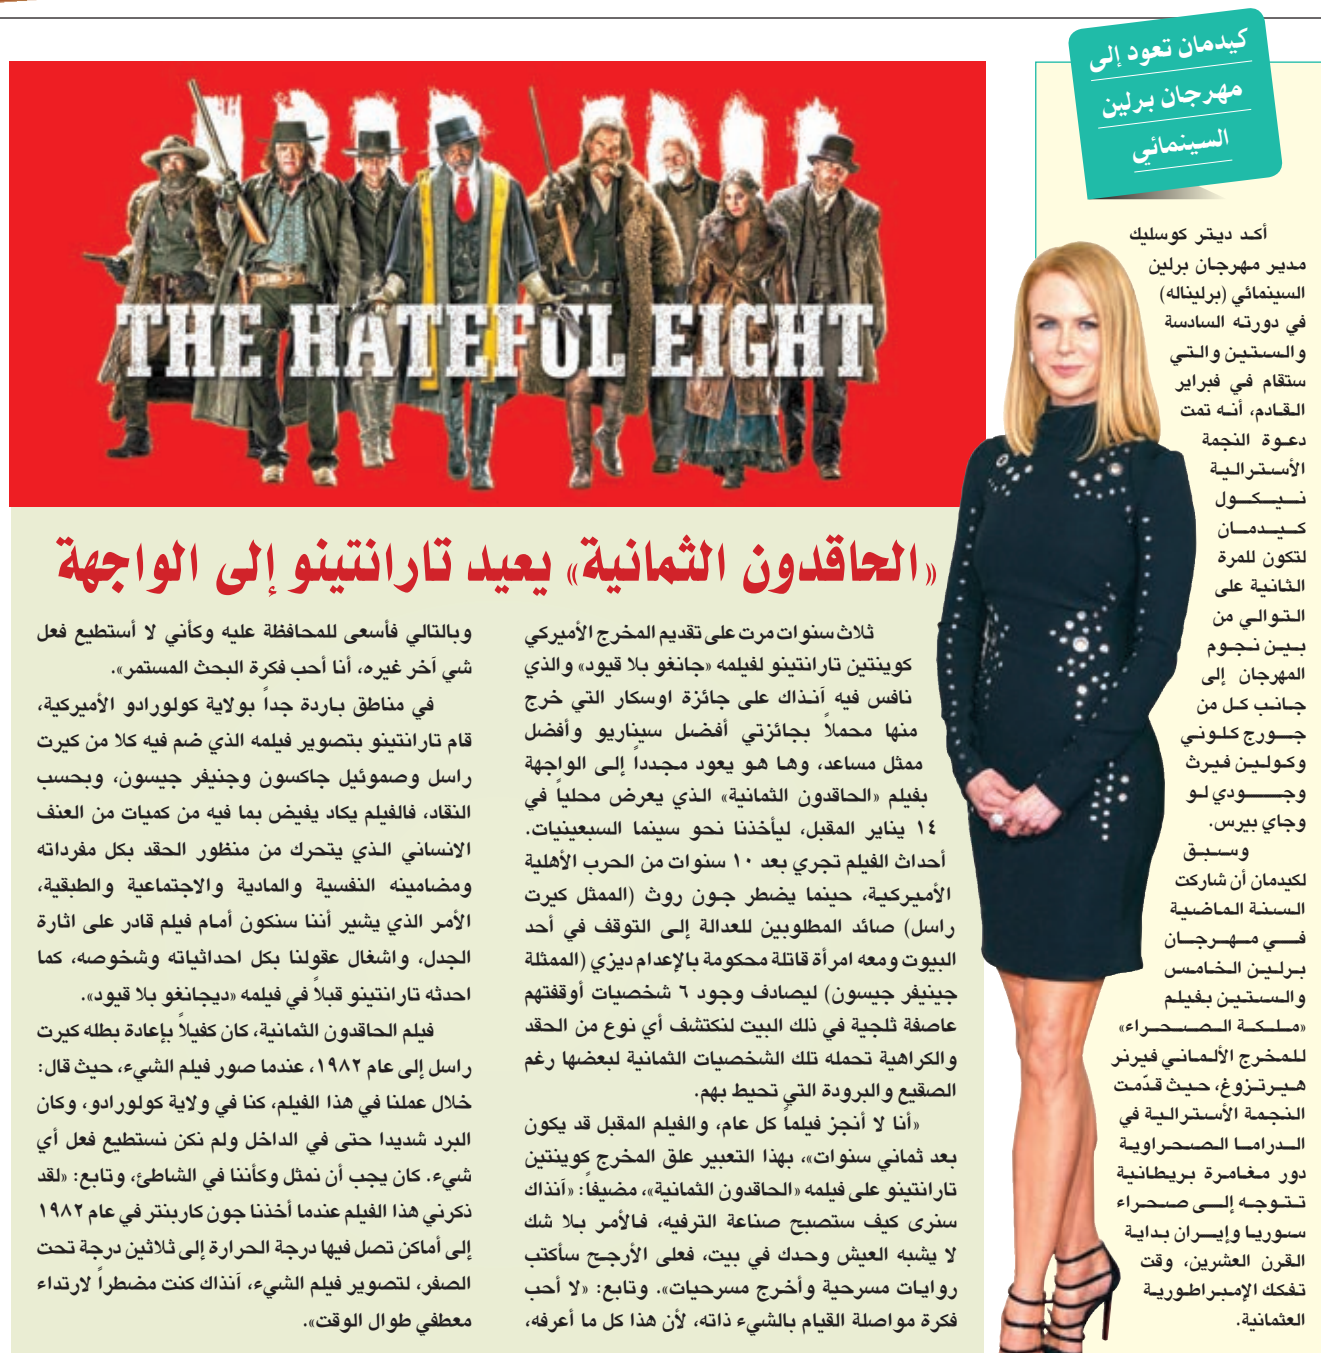 كيدمان تعود إلى
مهرجان برلين
السينمائي
أكد ديتر كوسليك
مدير مهرجان برلين
السينمائي (برليناله)
في دورته السادسة
والستين والتي
ستقام في فبراير
القادم، أنه تمت
دعوة النجمة
الأسترالية
نيكول
كيدمان
لتكون للمرة
الثانية على
التوالي من
بين نجوم
المهرجان إلى
جانب كل من
جورج كلوني
وكولين فيرث
وجودي لو
وجاي بيرس.
وسبق
لكيدمان أن شاركت
السنة الماضية
في مهرجان
برلين الخامس
والستين بفيلم
«ملكة الصحراء»
للمخرج الألماني فيرنر
هيرتزوغ، حيث قدّمت
النجمة الأسترالية في
الدراما الصحراوية
دور مغامرة بريطانية
تتوجه إلى صحراء
سوريا وإيران بداية
القرن العشرين، وقت
تفكك الإمبراطورية
العثمانية.
THE HATEFUL EIGHT
«الحاقدون الثمانية» يعيد تارانتينو إلى الواجهة
ثلاث سنوات مرت على تقديم المخرج الأميركي
كوينتين تارانتينو لفيلمه «جانغو بلا قيود» والذي
نافس فيه آنذاك على جائزة اوسكار التي خرج
منها محملاً بجائزتي أفضل سيناريو وأفضل
ممثل مساعد، وها هو يعود مجدداً إلى الواجهة
بفيلم «الحاقدون الثمانية» الذي يعرض محلياً في
١٤ يناير المقبل، ليأخذنا نحو سينما السبعينيات.
أحداث الفيلم تجري بعد ١٠ سنوات من الحرب الأهلية
الأميركية، حينما يضطر جون روث (الممثل كيرت
راسل) صائد المطلوبين للعدالة إلى التوقف في أحد
البيوت ومعه امرأة قاتلة محكومة بالإعدام ديزي (الممثلة
جينيفر جيسون) ليصادف وجود ٦ شخصيات أوقفتهم
عاصفة ثلجية في ذلك البيت لنكتشف أي نوع من الحقد
والكراهية تحمله تلك الشخصيات الثمانية لبعضها رغم
الصقيع والبرودة التي تحيط بهم.
«أنا لا أنجز فيلماً كل عام، والفيلم المقبل قد يكون
بعد ثماني سنوات»، بهذا التعبير علق المخرج كوينتين
تارانتينو على فيلمه «الحاقدون الثمانية»، مضيفاً: «آنذاك
سنرى كيف ستصبح صناعة الترفيه، فالأمر بلا شك
لا يشبه العيش وحدك في بيت، فعلى الأرجح سأكتب
روايات مسرحية وأخرج مسرحيات». وتابع: «لا أحب
فكرة مواصلة القيام بالشيء ذاته، لأن هذا كل ما أعرفه،
وبالتالي فأسعى للمحافظة عليه وكأني لا أستطيع فعل
شي آخر غيره، أنا أحب فكرة البحث المستمر».
في مناطق باردة جداً بولاية كولورادو الأميركية،
قام تارانتينو بتصوير فيلمه الذي ضم فيه كلا من كيرت
راسل وصموئيل جاكسون وجنيفر جيسون، وبحسب
النقاد، فالفيلم يكاد يفيض بما فيه من كميات من العنف
الانساني الذي يتحرك من منظور الحقد بكل مفرداته
ومضامينه النفسية والمادية والاجتماعية والطبقية،
الأمر الذي يشير أننا سنكون أمام فيلم قادر على اثارة
الجدل، واشغال عقولنا بكل احداثياته وشخوصه، كما
احدثه تارانتينو قبلاً في فيلمه «ديجانغو بلا قيود».
فيلم الحاقدون الثمانية، كان كفيلاً بإعادة بطله كيرت
راسل إلى عام ١٩٨٢، عندما صور فيلم الشيء، حيث قال:
خلال عملنا في هذا الفيلم، كنا في ولاية كولورادو، وكان
البرد شديدا حتى في الداخل ولم نكن نستطيع فعل أي
شيء. كان يجب أن نمثل وكأننا في الشاطئ، وتابع: «لقد
ذكرني هذا الفيلم عندما أخذنا جون كاربنتر في عام ١٩٨٢
إلى أماكن تصل فيها درجة الحرارة إلى ثلاثين درجة تحت
الصفر، لتصوير فيلم الشيء، آنذاك كنت مضطراً لارتداء
معطفي طوال الوقت».